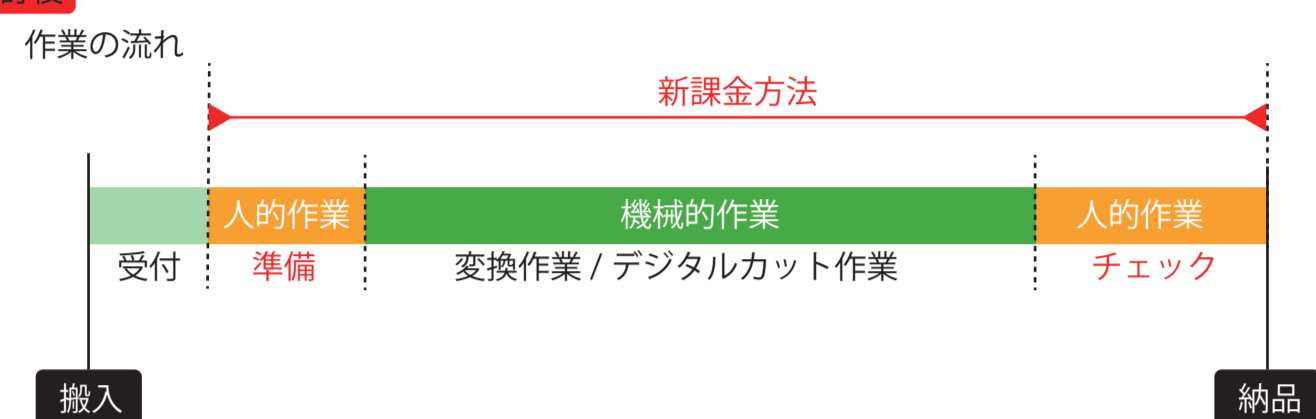 作業の流れ
新課金方法
人的作業 機械的作業 人的作業
受付 準備 変換作業 / デジタルカット作業 チェック
搬入 納品